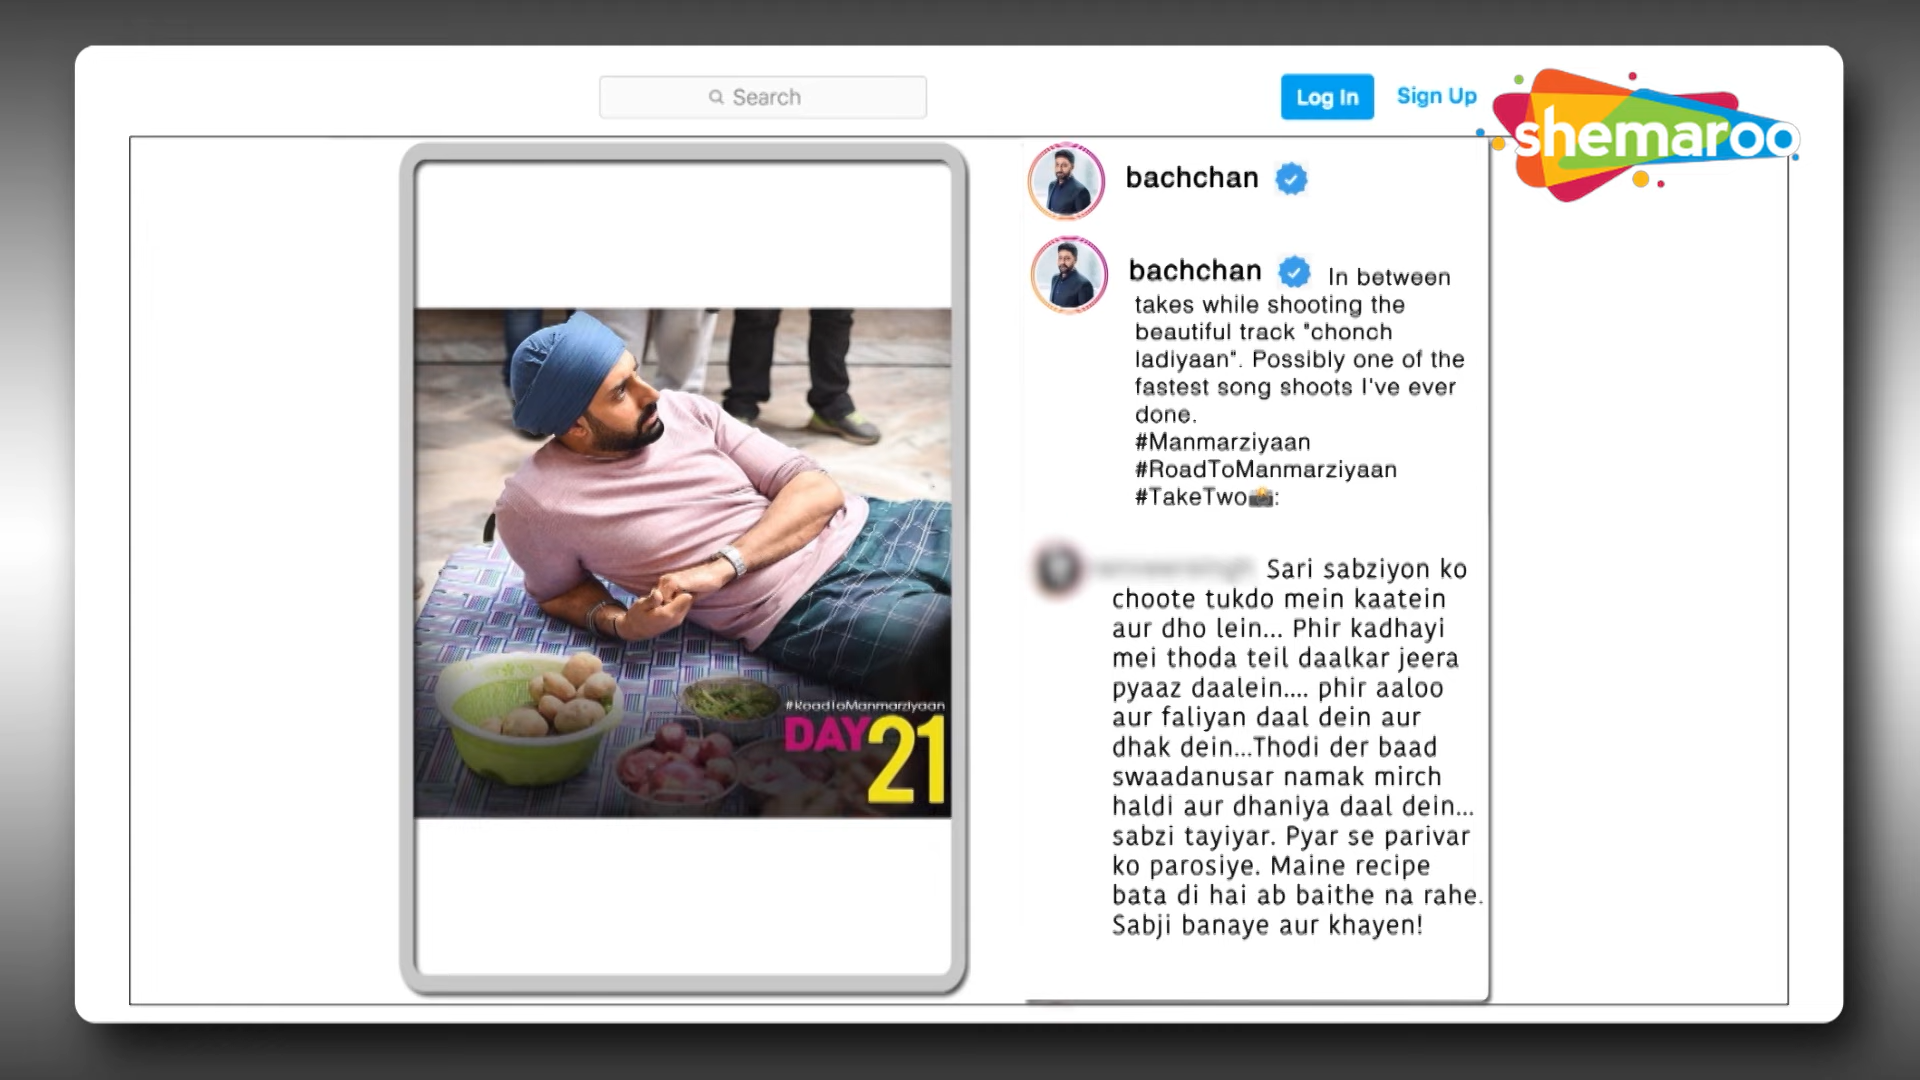 Search
Log In
Sign Up
shemaroo
bachchan
bachchan In between
takes while shooting the
beautiful track "chonch
ladiyaan". Possibly one of the
fastest song shoots I've ever
done.
#Manmarziyaan
#RoadToManmarziyaan
#TakeTwo📸:
Sari sabziyon ko
choote tukdo mein kaatein
aur dho lein... Phir kadhayi
mei thoda teil daalkar jeera
pyaaz daalein.... phir aaloo
aur faliyan daal dein aur
dhak dein...Thodi der baad
swaadanusar namak mirch
haldi aur dhaniya daal dein...
sabzi tayiyar. Pyar se parivar
ko parosiye. Maine recipe
bata di hai ab baithe na rahe.
Sabji banaye aur khayen!
#RoadToManmarziyaan
DAY 21